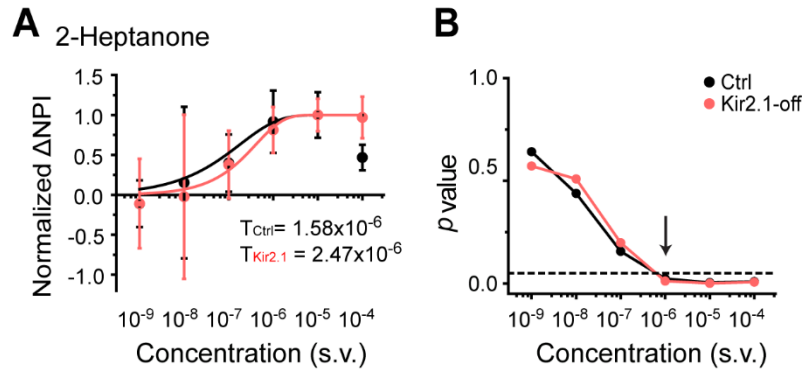 A
2-Heptanone
Normalized ΔNPI
1.5
1.0
0.5
0.0
-0.5
-1.0
TCtrl= 1.58x10-6
TKir2.1 = 2.47x10-6
10-9 10-8 10-7 10-6 10-5 10-4
Concentration (s.v.)
B
p value
1.0
0.5
0.0
Ctrl
Kir2.1-off
10-9 10-8 10-7 10-6 10-5 10-4
Concentration (s.v.)